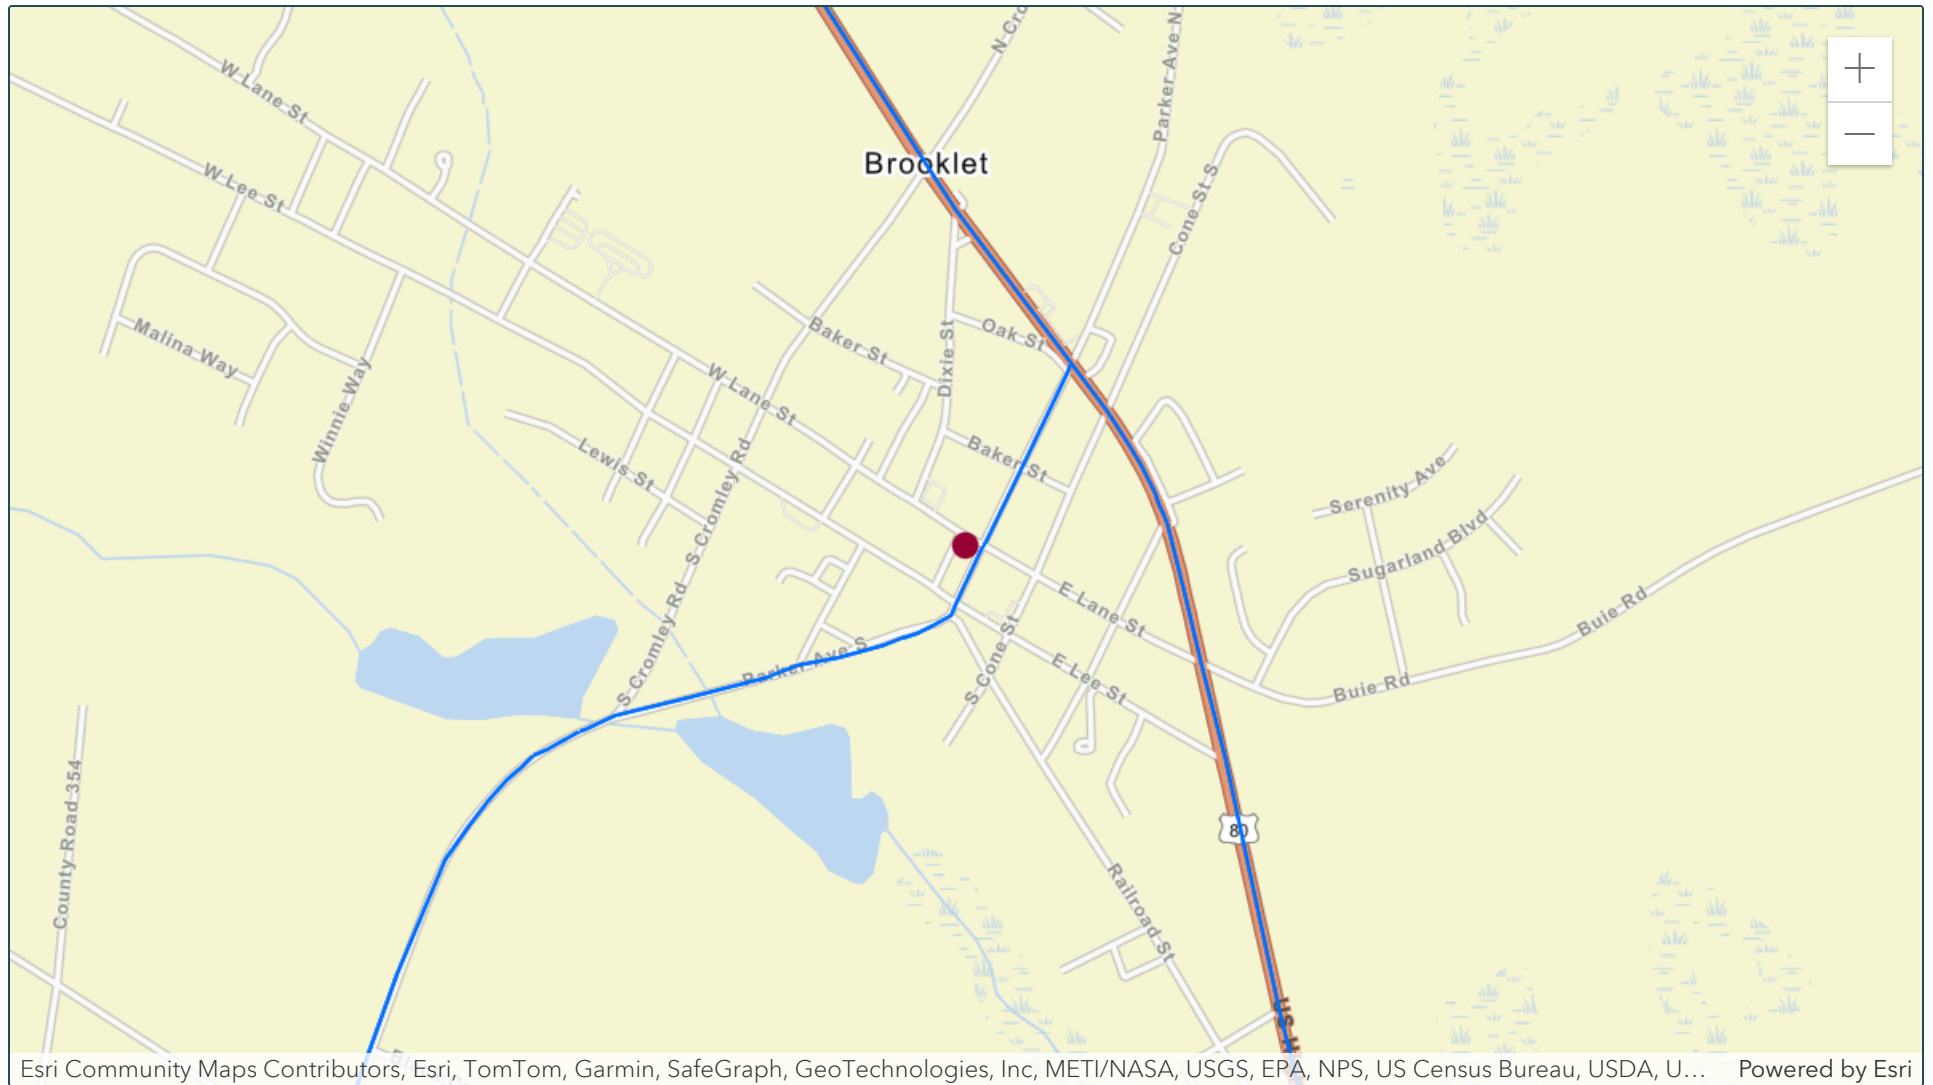 N Cro
Parker Ave N
W Lane St
Brooklet
W Lee St
Cone St S
Malina Way
Baker St
Oak St
Dixie St
Winnie Way
W Lane St
Lewis St
Baker St
S Cromley Rd
Serenity Ave
Sugarland Blvd
S Cromley Rd
E Lane St
Buie Rd
Parker Ave S
S Cone St
E Lee St
Buie Rd
County Road 354
80
Railroad St
US H
Esri Community Maps Contributors, Esri, TomTom, Garmin, SafeGraph, GeoTechnologies, Inc, METI/NASA, USGS, EPA, NPS, US Census Bureau, USDA, U... Powered by Esri